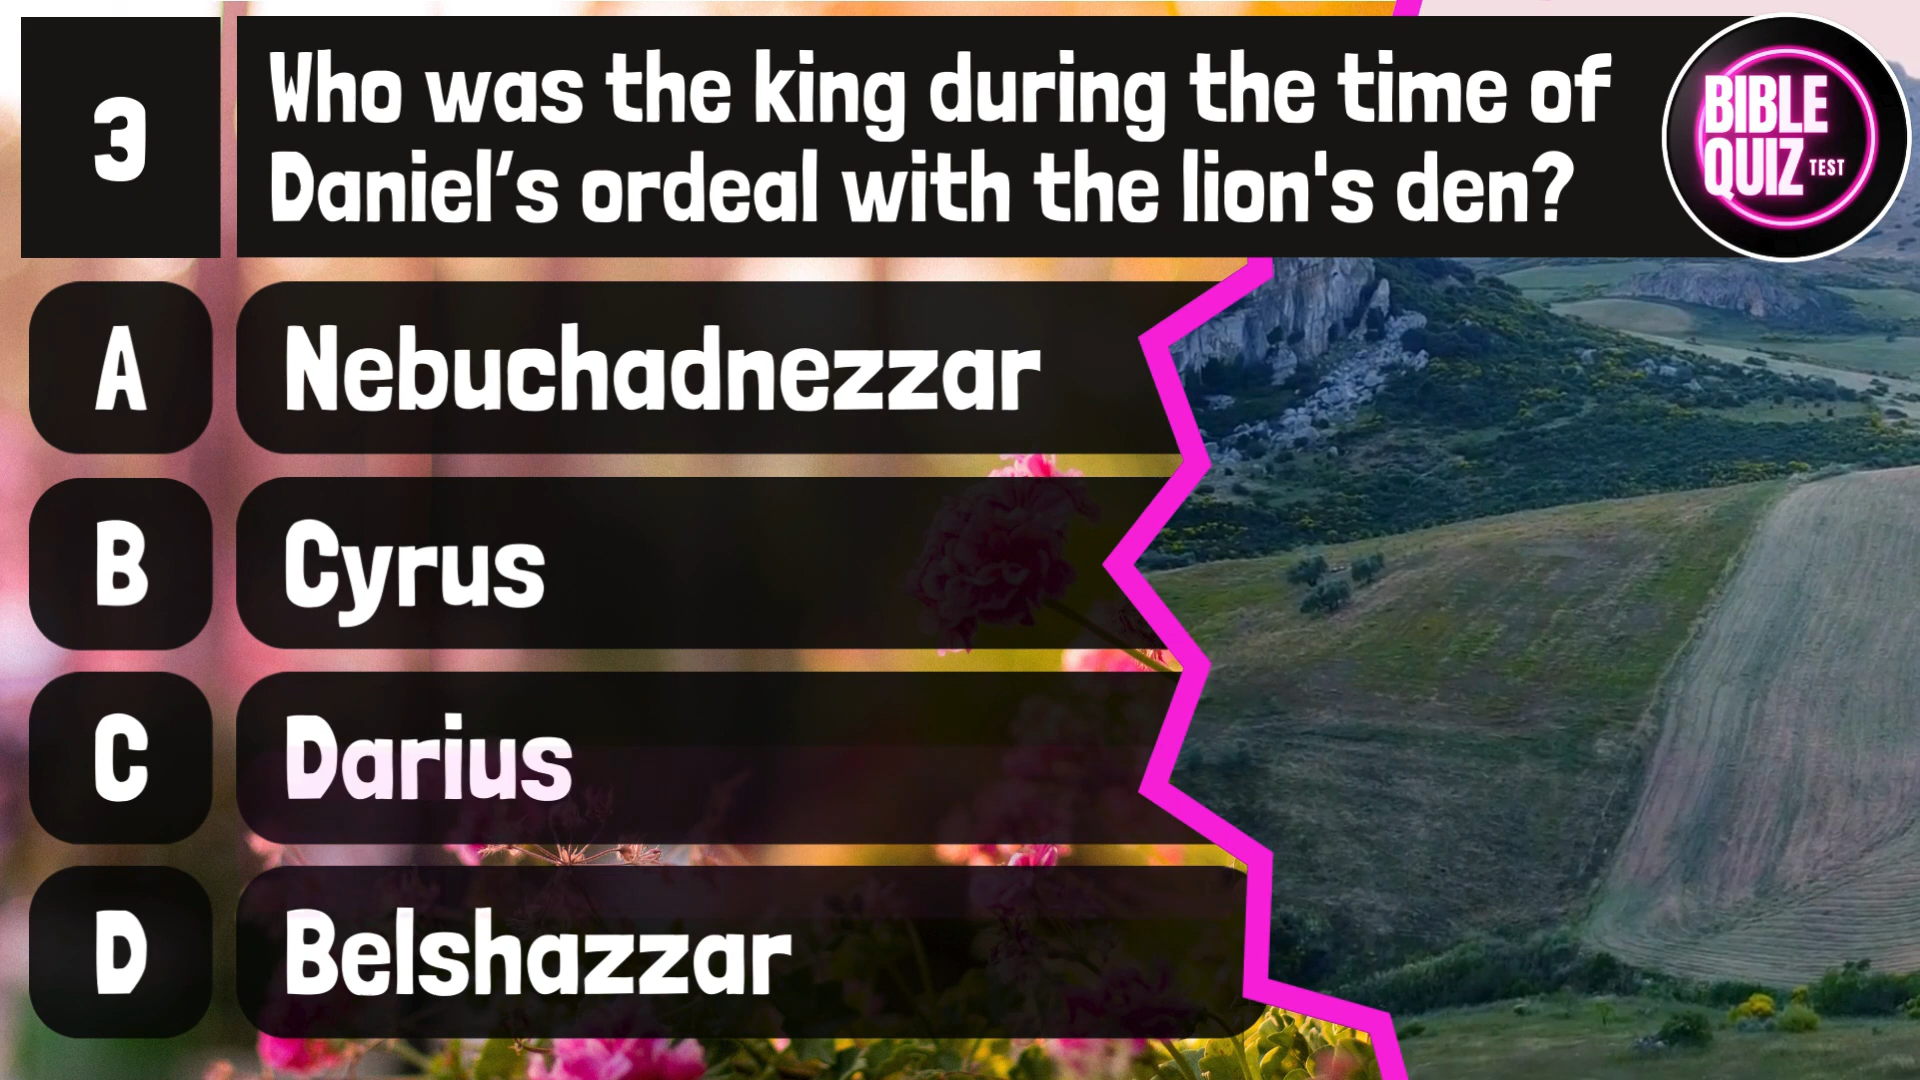 3
Who was the king during the time of
Daniel’s ordeal with the lion's den?
BIBLE
QUIZ TEST
A
Nebuchadnezzar
B
Cyrus
C
Darius
D
Belshazzar